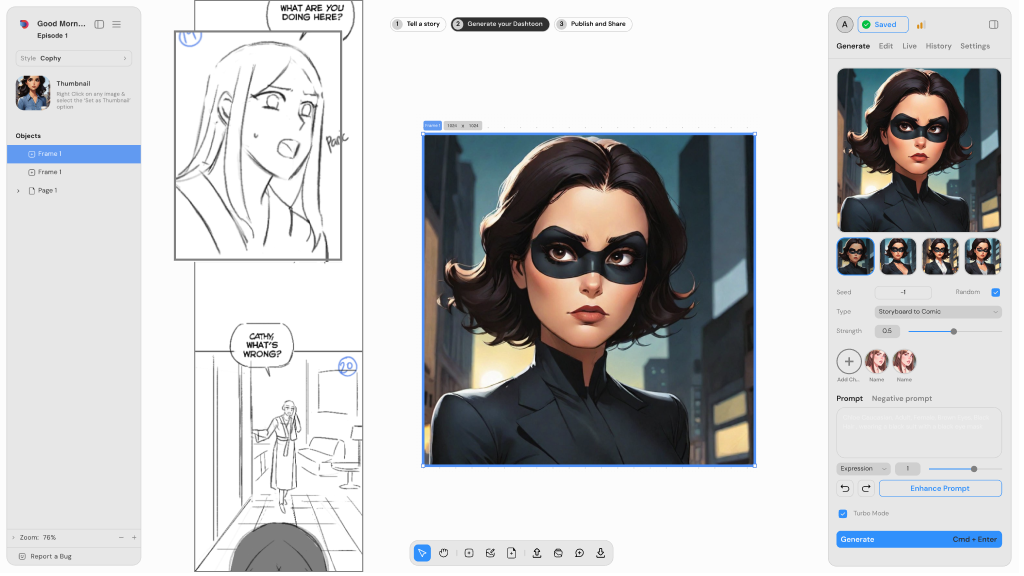 Good Morn...
Episode 1
Style Cophy
Thumbnail
Right Click on any image &
select the 'Set as Thumbnail'
option
Objects
Frame 1
Frame 1
Page 1
Zoom: 76%
Report a Bug
WHAT ARE YOU
DOING HERE?
19
Panic
CATHY,
WHAT'S
WRONG?
20
1 Tell a story
2 Generate your Dashtoon
3 Publish and Share
Frame 1
1024 x 1024
A
Saved
Generate Edit Live History Settings
Seed -1 Random
Type Storyboard to Comic
Strength 0.5
Add Ch... Name Name
Prompt Negative prompt
Expression 1
Enhance Prompt
Turbo Mode
Generate Cmd + Enter